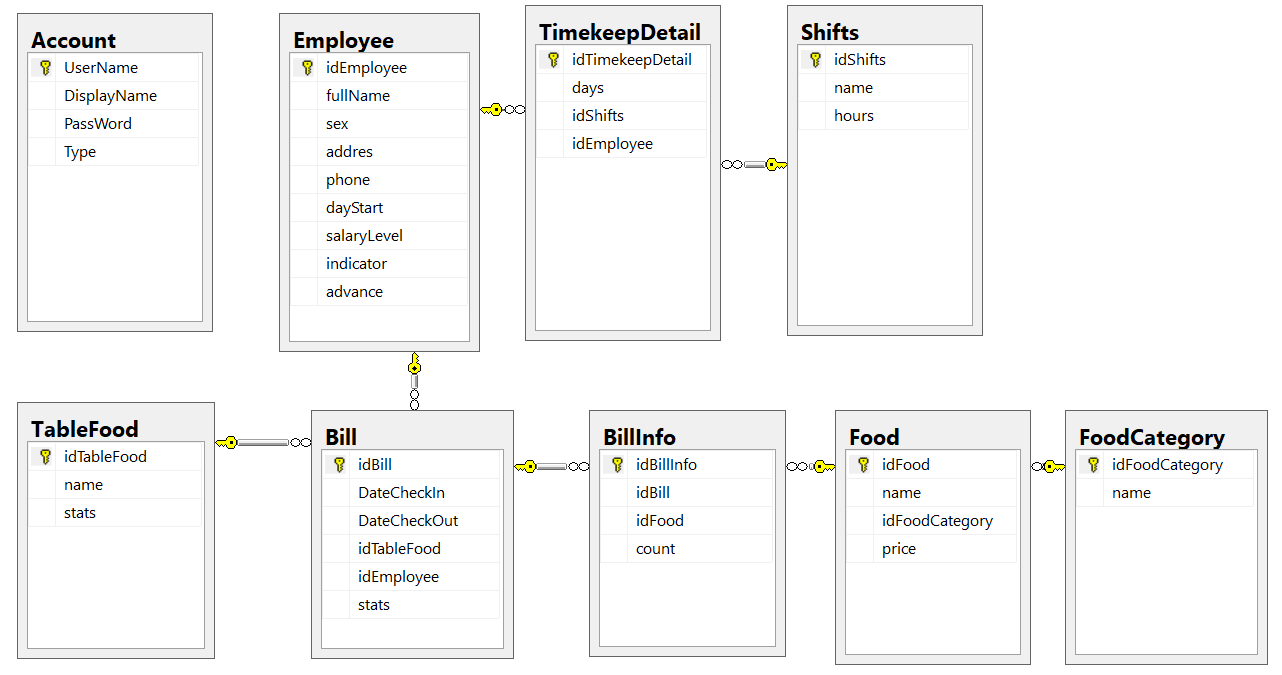 Account
UserName
DisplayName
PassWord
Type
Employee
idEmployee
fullName
sex
addres
phone
dayStart
salaryLevel
indicator
advance
TimekeepDetail
idTimekeepDetail
days
idShifts
idEmployee
Shifts
idShifts
name
hours
TableFood
idTableFood
name
stats
Bill
idBill
DateCheckIn
DateCheckOut
idTableFood
idEmployee
stats
BillInfo
idBillInfo
idBill
idFood
count
Food
idFood
name
idFoodCategory
price
FoodCategory
idFoodCategory
name